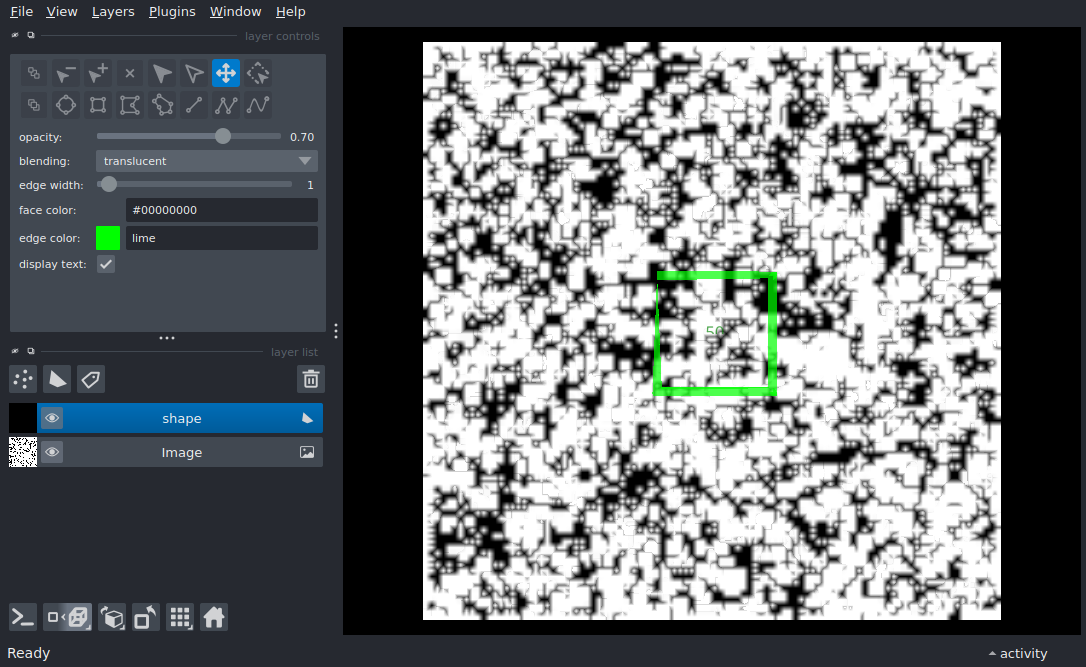 File View Layers Plugins Window Help
layer controls
opacity: 0.70
blending: translucent
edge width: 1
face color: #00000000
edge color: lime
display text:
layer list
shape
Image
50
Ready
activity